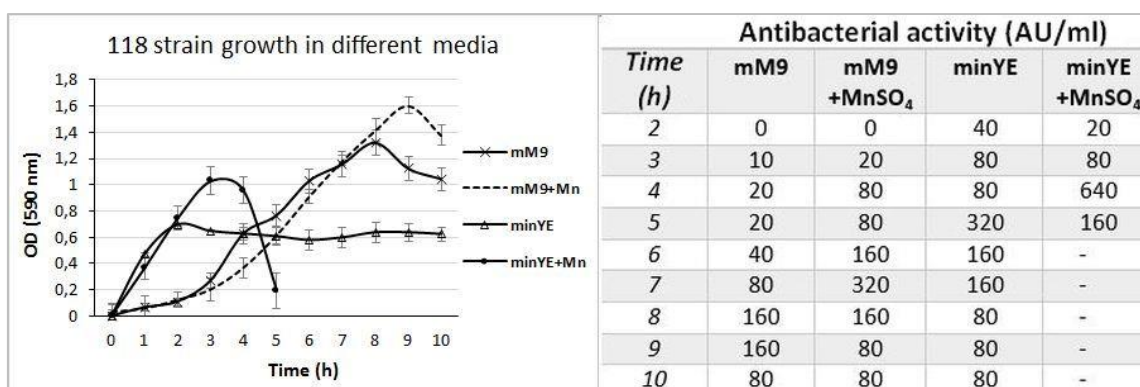 118 strain growth in different media
1,8
1,6
1,4
1,2
1
0,8
0,6
0,4
0,2
0
OD (590 nm)
0 1 2 3 4 5 6 7 8 9 10
Time (h)
mM9
mM9+Mn
minYE
minYE+Mn
Antibacterial activity (AU/ml)
Time (h) mM9 mM9 +MnSO₄ minYE minYE +MnSO₄
2 0 0 40 20
3 10 20 80 80
4 20 80 80 640
5 20 80 320 160
6 40 160 160 -
7 80 320 160 -
8 160 160 80 -
9 160 80 80 -
10 80 80 80 -